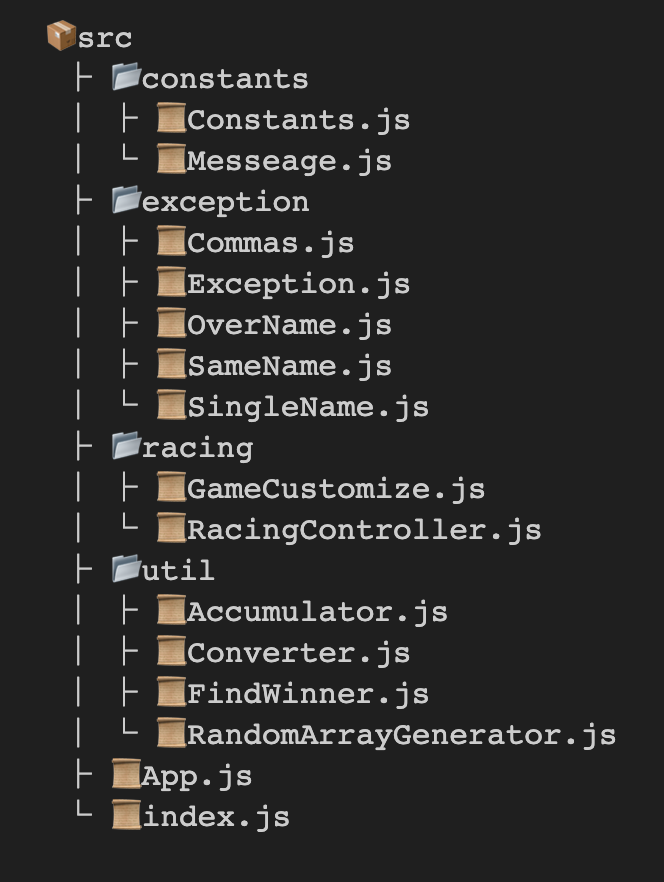 📦src
├ 📂constants
│ ├ 📜Constants.js
│ └ 📜Messeage.js
├ 📂exception
│ ├ 📜Commas.js
│ ├ 📜Exception.js
│ ├ 📜OverName.js
│ ├ 📜SameName.js
│ └ 📜SingleName.js
├ 📂racing
│ ├ 📜GameCustomize.js
│ └ 📜RacingController.js
├ 📂util
│ ├ 📜Accumulator.js
│ ├ 📜Converter.js
│ ├ 📜FindWinner.js
│ └ 📜RandomArrayGenerator.js
├ 📜App.js
└ 📜index.js